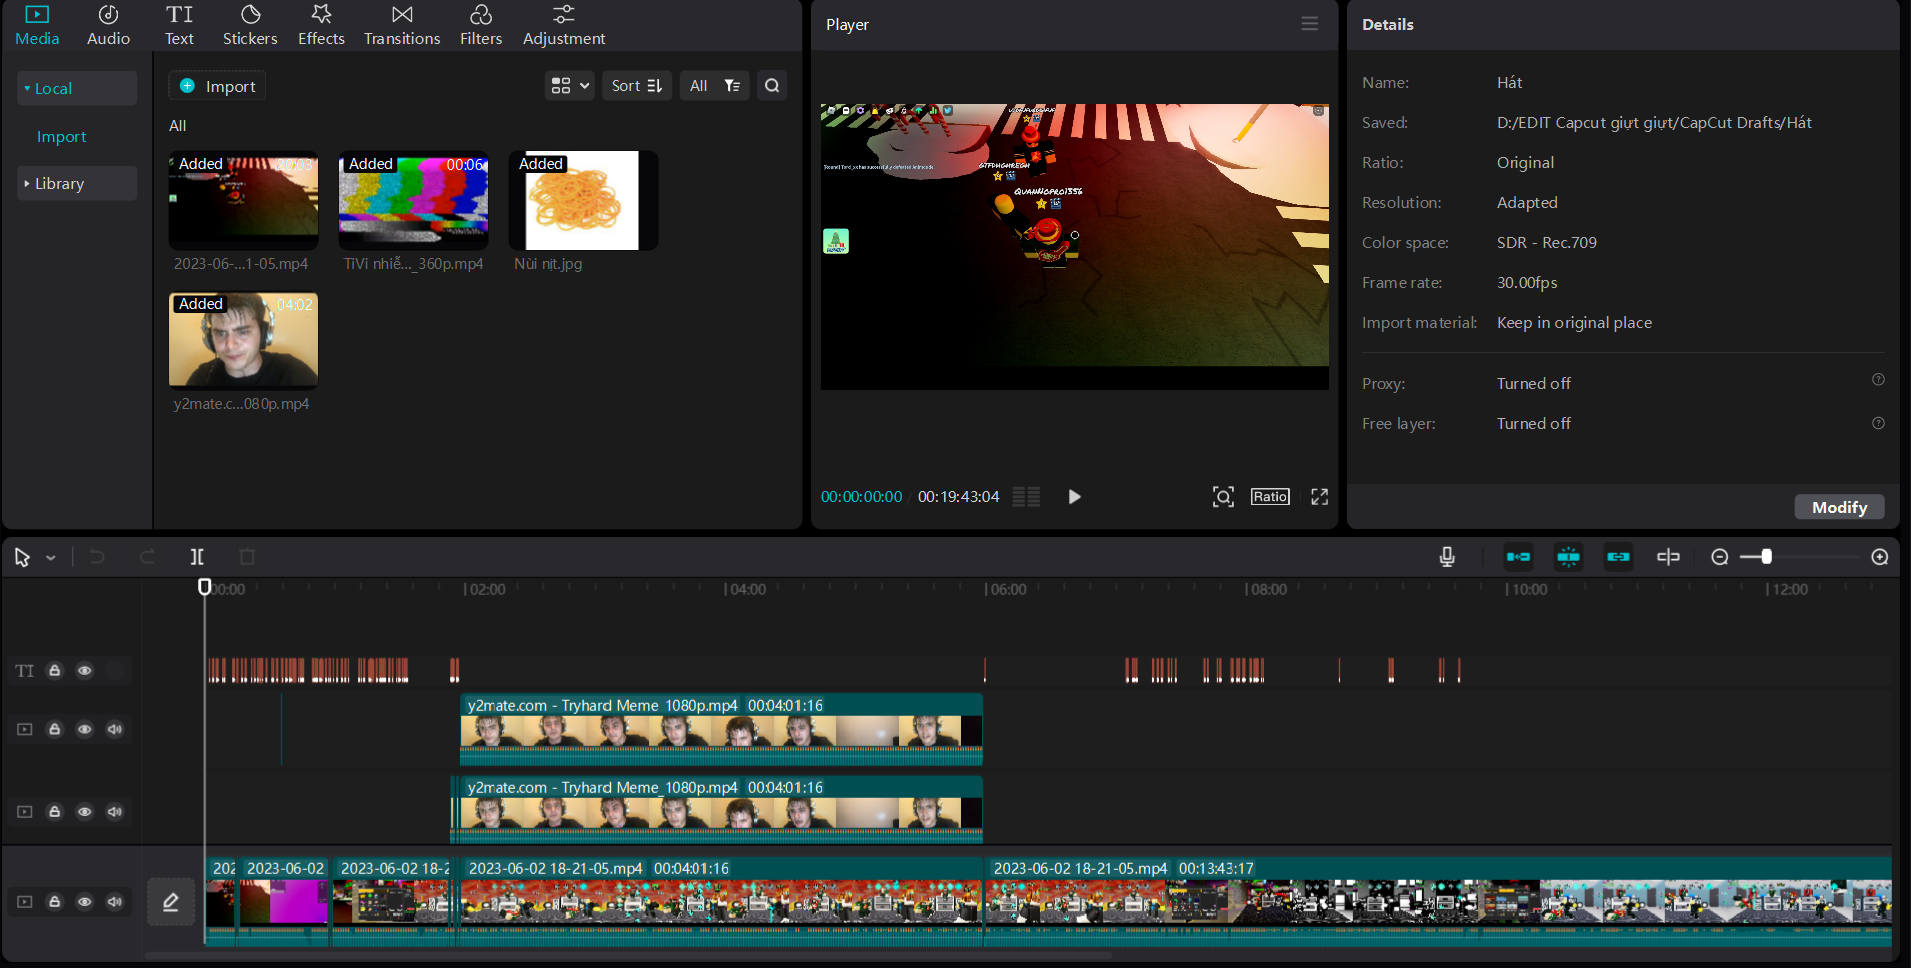 Media
Audio
Text
Stickers
Effects
Transitions
Filters
Adjustment
Local
Import
Library
Import
Sort
All
All
Added
Added 00:06
Added
2023-06-...1-05.mp4
TiVi nhiễ..._360p.mp4
Nùi nịt.jpg
Added 04:02
y2mate.c...080p.mp4
Player
GTFDHGHREGH
QuanNopro1356
00:00:00:00 / 00:19:43:04
Ratio
Details
Name: Hát
Saved: D:/EDIT Capcut giựt giựt/CapCut Drafts/Hát
Ratio: Original
Resolution: Adapted
Color space: SDR - Rec.709
Frame rate: 30.00fps
Import material: Keep in original place
Proxy: Turned off
Free layer: Turned off
Modify
00:00 |02:00 |04:00 |06:00 |08:00 |10:00 |12:00
TI
y2mate.com - Tryhard Meme_1080p.mp4 00:04:01:16
y2mate.com - Tryhard Meme_1080p.mp4 00:04:01:16
202 2023-06-02 2023-06-02 18-2 2023-06-02 18-21-05.mp4 00:04:01:16 2023-06-02 18-21-05.mp4 00:13:43:17